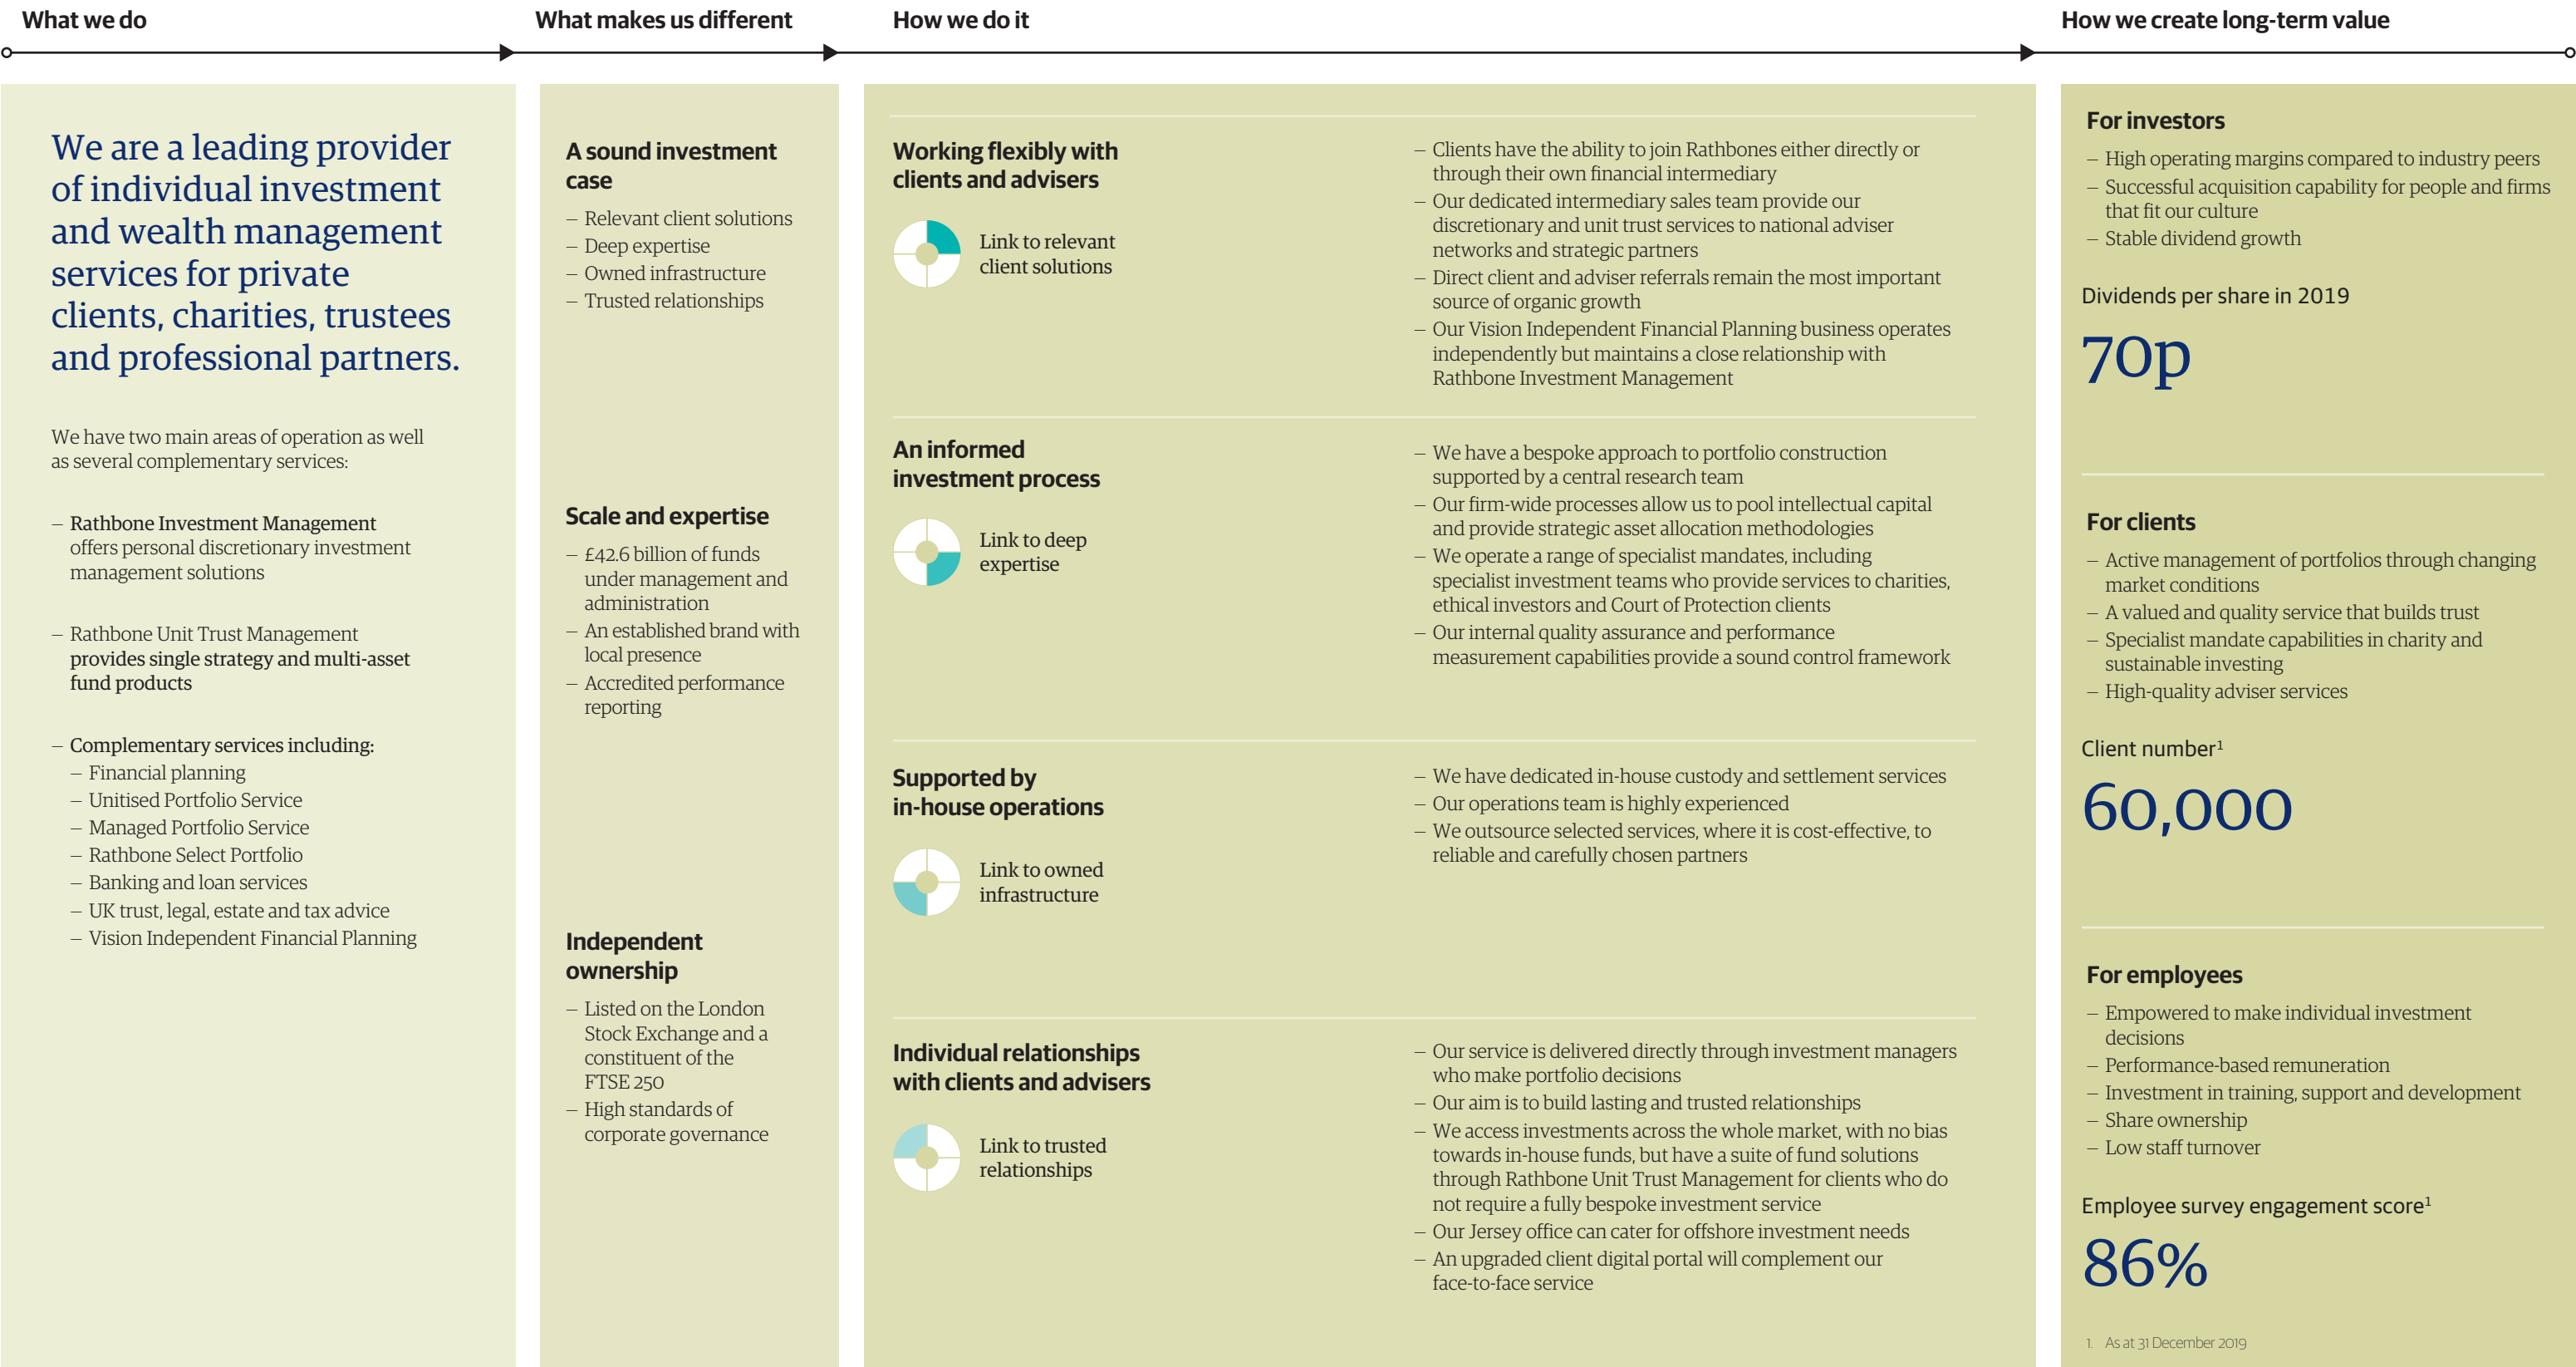 What we do
What makes us different
How we do it
How we create long-term value
We are a leading provider
of individual investment
and wealth management
services for private
clients, charities, trustees
and professional partners.
We have two main areas of operation as well
as several complementary services:
– Rathbone Investment Management
offers personal discretionary investment
management solutions
– Rathbone Unit Trust Management
provides single strategy and multi-asset
fund products
– Complementary services including:
– Financial planning
– Unitised Portfolio Service
– Managed Portfolio Service
– Rathbone Select Portfolio
– Banking and loan services
– UK trust, legal, estate and tax advice
– Vision Independent Financial Planning
A sound investment
case
– Relevant client solutions
– Deep expertise
– Owned infrastructure
– Trusted relationships
Scale and expertise
– £42.6 billion of funds
under management and
administration
– An established brand with
local presence
– Accredited performance
reporting
Independent
ownership
– Listed on the London
Stock Exchange and a
constituent of the
FTSE 250
– High standards of
corporate governance
Working flexibly with
clients and advisers
Link to relevant
client solutions
– Clients have the ability to join Rathbones either directly or
through their own financial intermediary
– Our dedicated intermediary sales team provide our
discretionary and unit trust services to national adviser
networks and strategic partners
– Direct client and adviser referrals remain the most important
source of organic growth
– Our Vision Independent Financial Planning business operates
independently but maintains a close relationship with
Rathbone Investment Management
An informed
investment process
Link to deep
expertise
– We have a bespoke approach to portfolio construction
supported by a central research team
– Our firm-wide processes allow us to pool intellectual capital
and provide strategic asset allocation methodologies
– We operate a range of specialist mandates, including
specialist investment teams who provide services to charities,
ethical investors and Court of Protection clients
– Our internal quality assurance and performance
measurement capabilities provide a sound control framework
Supported by
in-house operations
Link to owned
infrastructure
– We have dedicated in-house custody and settlement services
– Our operations team is highly experienced
– We outsource selected services, where it is cost-effective, to
reliable and carefully chosen partners
Individual relationships
with clients and advisers
Link to trusted
relationships
– Our service is delivered directly through investment managers
who make portfolio decisions
– Our aim is to build lasting and trusted relationships
– We access investments across the whole market, with no bias
towards in-house funds, but have a suite of fund solutions
through Rathbone Unit Trust Management for clients who do
not require a fully bespoke investment service
– Our Jersey office can cater for offshore investment needs
– An upgraded client digital portal will complement our
face-to-face service
For investors
– High operating margins compared to industry peers
– Successful acquisition capability for people and firms
that fit our culture
– Stable dividend growth
Dividends per share in 2019
70p
For clients
– Active management of portfolios through changing
market conditions
– A valued and quality service that builds trust
– Specialist mandate capabilities in charity and
sustainable investing
– High-quality adviser services
Client number¹
60,000
For employees
– Empowered to make individual investment
decisions
– Performance-based remuneration
– Investment in training, support and development
– Share ownership
– Low staff turnover
Employee survey engagement score¹
86%
1. As at 31 December 2019